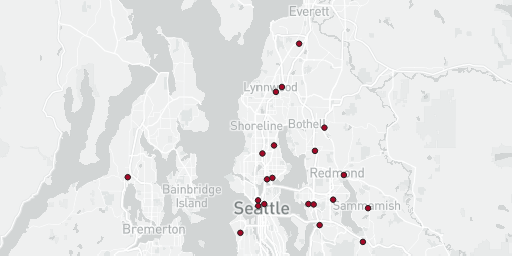 Everett
Lynnwood
Shoreline
Bothell
Redmond
Bainbridge
Island
Sammamish
Seattle
Bremerton